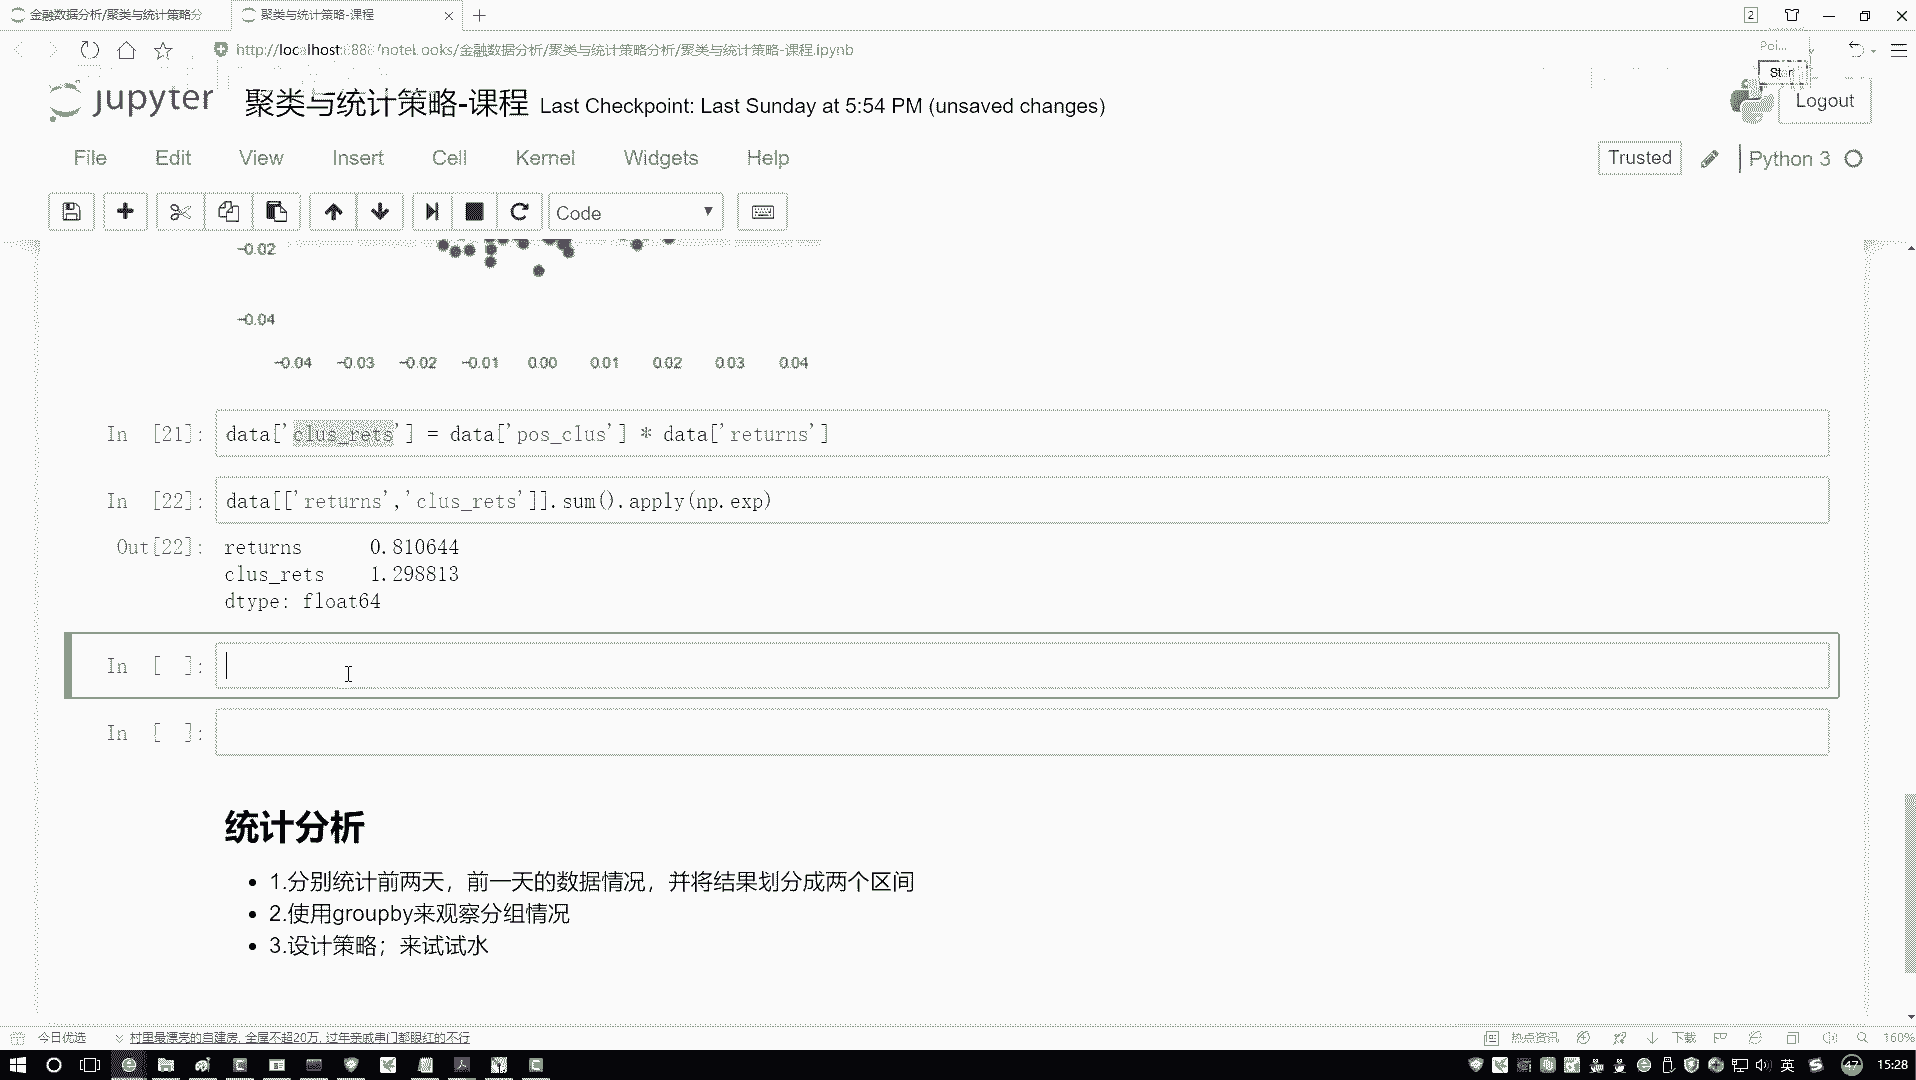 金融数据分析/聚类与统计策略分
聚类与统计策略-课程
2
聚类与统计策略分析/聚类与统计策略-课程.ipynb
Poi...
jupyter 聚类与统计策略-课程 Last Checkpoint: Last Sunday at 5:54 PM (unsaved changes)
Logout
File Edit View Insert Cell Kernel Widgets Help
Trusted Python 3
Code
-0.02
-0.04
-0.04 -0.03 -0.02 -0.01 0.00 0.01 0.02 0.03 0.04
In [21]: data['clus_rets'] = data['pos_clus'] * data['returns']
In [22]: data[['returns','clus_rets']].sum().apply(np.exp)
Out[22]: returns 0.810644
clus_rets 1.298813
dtype: float64
In [ ]:
In [ ]:
统计分析
1.分别统计前两天，前一天的数据情况，并将结果划分成两个区间
2.使用groupby来观察分组情况
3.设计策略；来试试水
今日优选 村里最漂亮的自建房, 全屋不超20万, 过年亲戚串门都眼红的不行
热点资讯 下载 160%
英 47 15:28